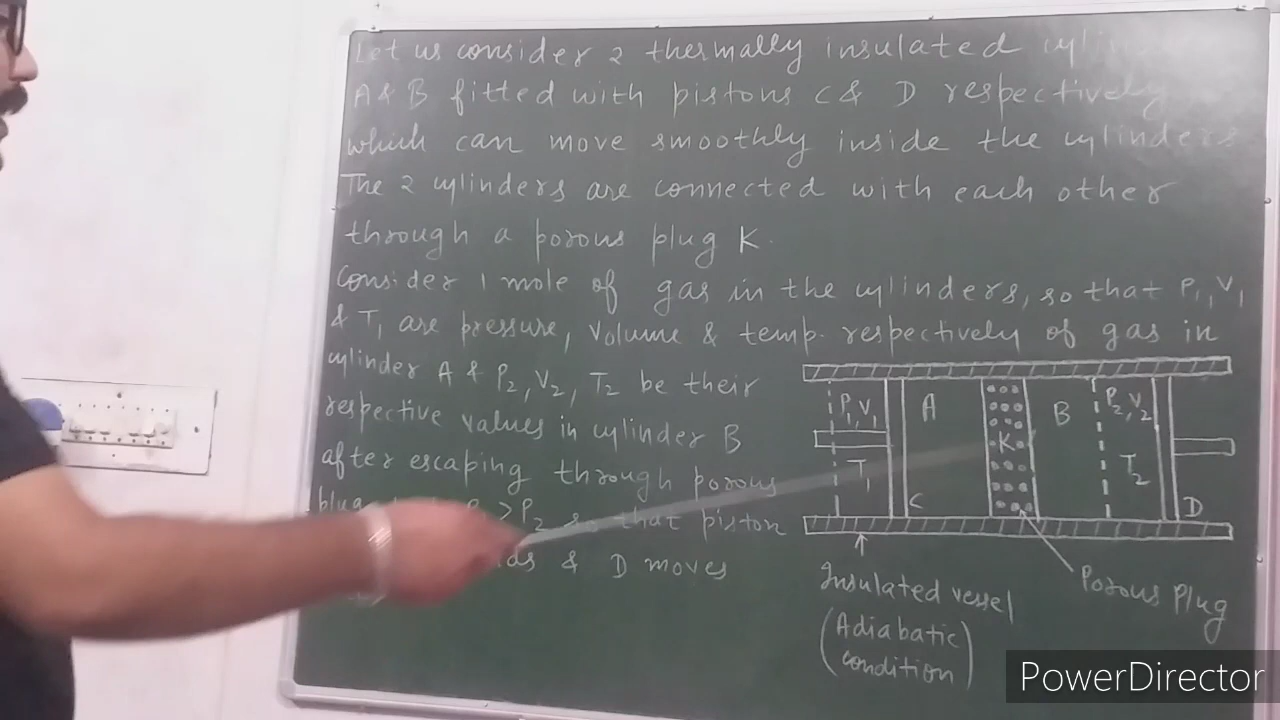 Let us consider 2 thermally insulated
A & B fitted with pistons C & D respectively
which can move smoothly inside the cylinders
The 2 cylinders are connected with each other
through a porous plug K.
Consider 1 mole of gas in the cylinders, so that P₁, V₁
& T₁ are pressure, volume & temp. respectively of gas in
cylinder A & P₂, V₂, T₂ be their
respective values in cylinder B
after escaping through porous
>P₂ so that piston
& D moves
P₁, V₁
T₁
A
C
K
B
P₂, V₂
T₂
D
Insulated vessel
(Adiabatic
condition)
Porous Plug
PowerDirector